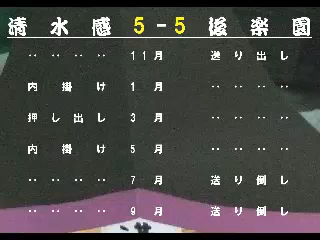 清水感 5-5 後楽園
‥‥‥‥ 11月 送り出し
内掛け 1月 ‥‥‥‥
押し出し 3月 ‥‥‥‥
内掛け 5月 ‥‥‥‥
‥‥‥‥ 7月 送り倒し
‥‥‥‥ 9月 送り倒し